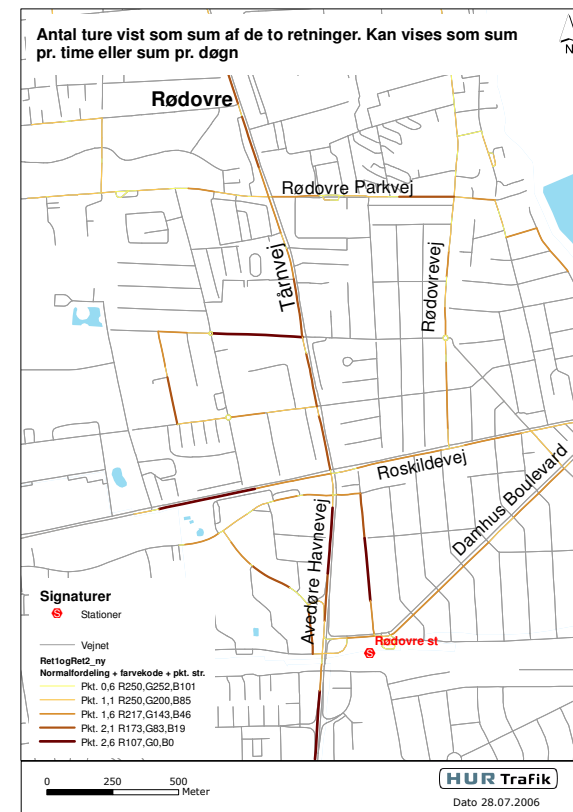 Antal ture vist som sum af de to retninger. Kan vises som sum
pr. time eller sum pr. døgn
N
Rødovre
Rødovre Parkvej
Tårnvej
Rødovrevej
Roskildevej
Damhus Boulevard
Avedøre Havnevej
Rødovre st
Signaturer
S Stationer
Vejnet
Ret1ogRet2_ny
Normalfordeling + farvekode + pkt. str.
Pkt. 0,6 R250,G252,B101
Pkt. 1,1 R250,G200,B85
Pkt. 1,6 R217,G143,B46
Pkt. 2,1 R173,G83,B19
Pkt. 2,6 R107,G0,B0
0 250 500
Meter
HUR Trafik
Dato 28.07.2006